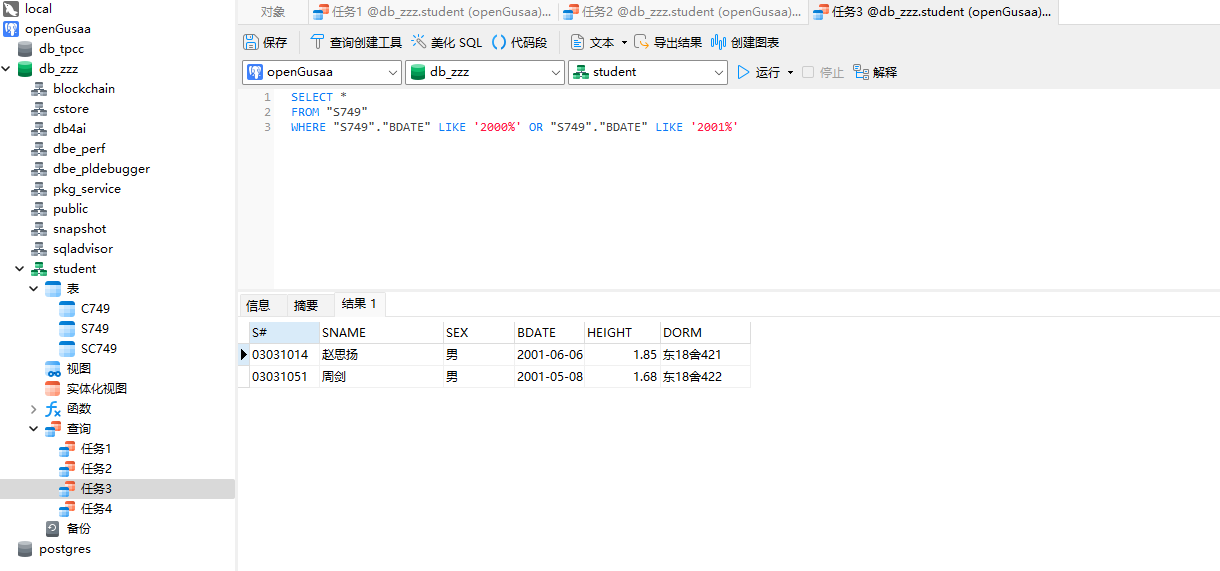 local
openGusaa
db_tpcc
db_zzz
blockchain
cstore
db4ai
dbe_perf
dbe_pldebugger
pkg_service
public
snapshot
sqladvisor
student
表
C749
S749
SC749
视图
实体化视图
函数
查询
任务1
任务2
任务3
任务4
备份
postgres
对象 任务1 @db_zzz.student (openGusaa)... 任务2 @db_zzz.student (openGusaa)... 任务3 @db_zzz.student (openGusaa)...
保存 查询创建工具 美化 SQL 代码段 文本 导出结果 创建图表
openGusaa db_zzz student 运行 停止 解释
1 SELECT *
2 FROM "S749"
3 WHERE "S749"."BDATE" LIKE '2000%' OR "S749"."BDATE" LIKE '2001%'
信息 摘要 结果 1
S# SNAME SEX BDATE HEIGHT DORM
03031014 赵思扬 男 2001-06-06 1.85 东18舍421
03031051 周剑 男 2001-05-08 1.68 东18舍422